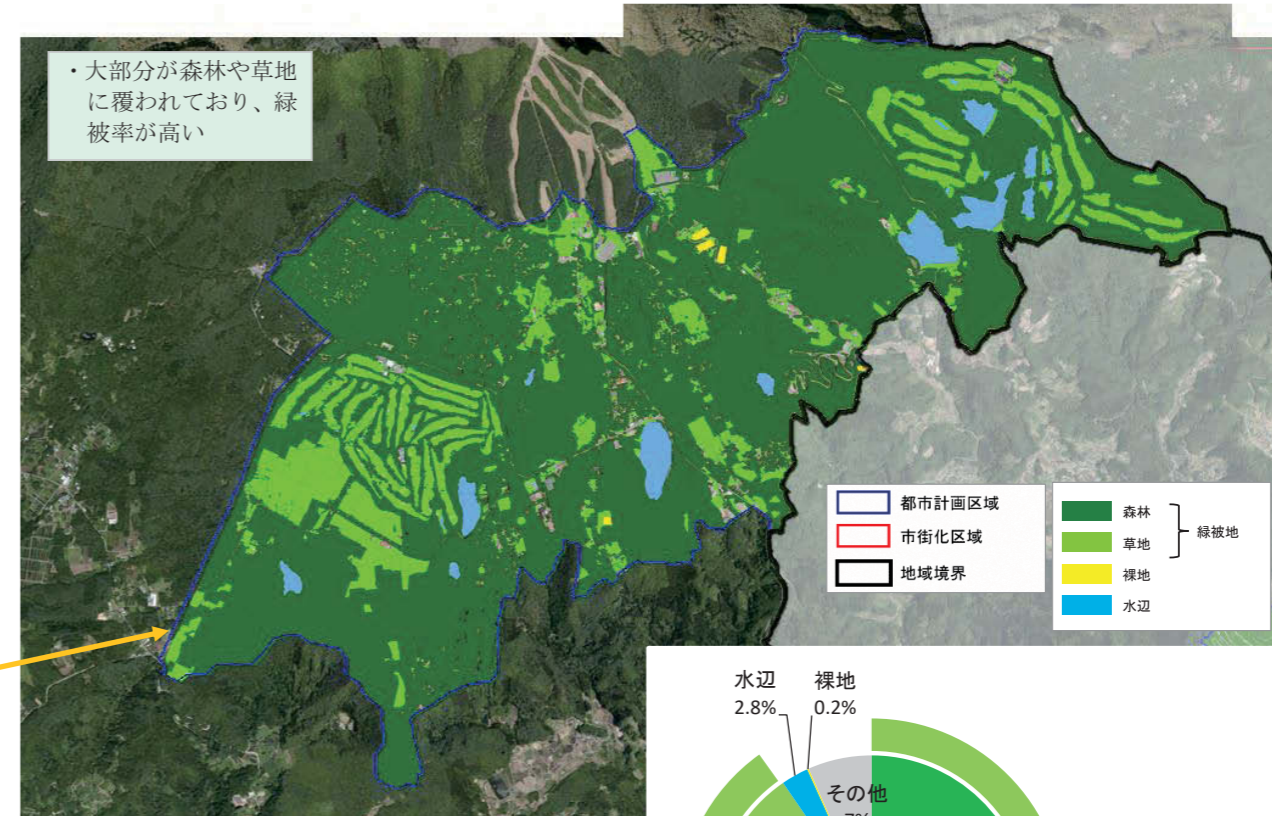 ・大部分が森林や草地
に覆われており、緑
被率が高い
都市計画区域
市街化区域
地域境界
森林
草地
緑被地
裸地
水辺
水辺
2.8%
裸地
0.2%
その他